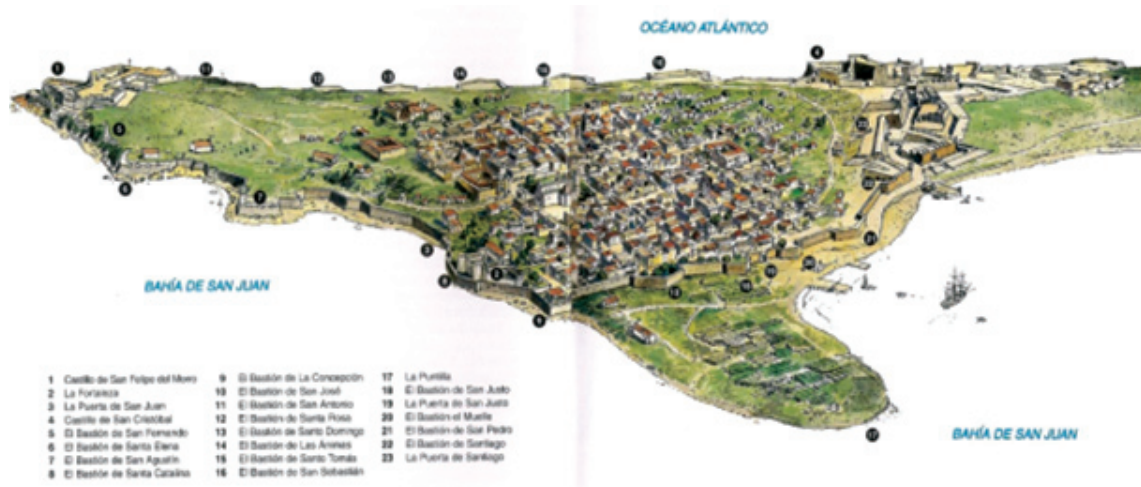 OCÉANO ATLÁNTICO
BAHÍA DE SAN JUAN
BAHÍA DE SAN JUAN
1 Castillo de San Felipe del Morro
2 La Fortaleza
3 La Puerta de San Juan
4 Castillo de San Cristóbal
5 El Bastión de San Fernando
6 El Bastión de Santa Elena
7 El Bastión de San Agustín
8 El Bastión de Santa Catalina
9 El Bastión de La Concepción
10 El Bastión de San José
11 El Bastión de San Antonio
12 El Bastión de Santa Rosa
13 El Bastión de Santo Domingo
14 El Bastión de Las Ánimas
15 El Bastión de Santo Tomás
16 El Bastión de San Sebastián
17 La Puntilla
18 El Bastión de San Justo
19 La Puerta de San Justo
20 El Bastión el Muelle
21 El Bastión de San Pedro
22 El Bastión de Santiago
23 La Puerta de Santiago